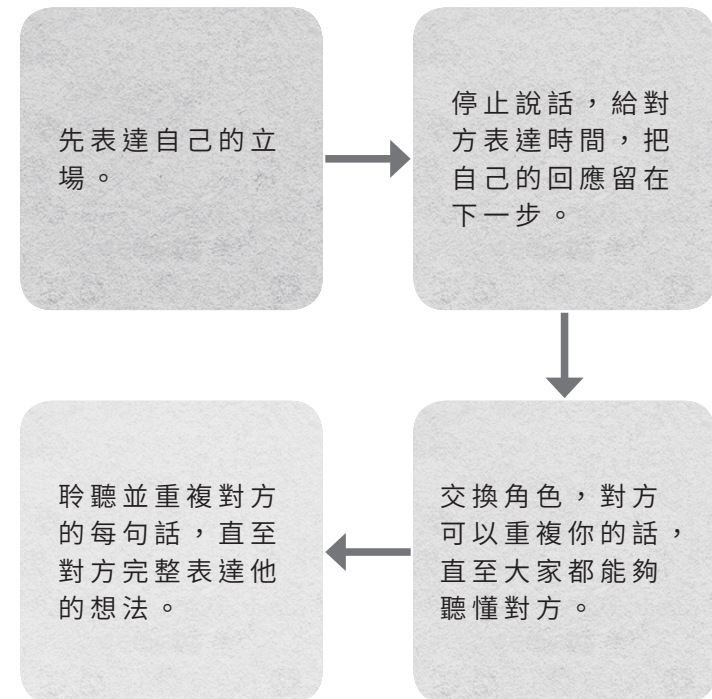 先表達自己的立
場。
停止說話，給對
方表達時間，把
自己的回應留在
下一步。
交換角色，對方
可以重複你的話，
直至大家都能夠
聽懂對方。
聆聽並重複對方
的每句話，直至
對方完整表達他
的想法。